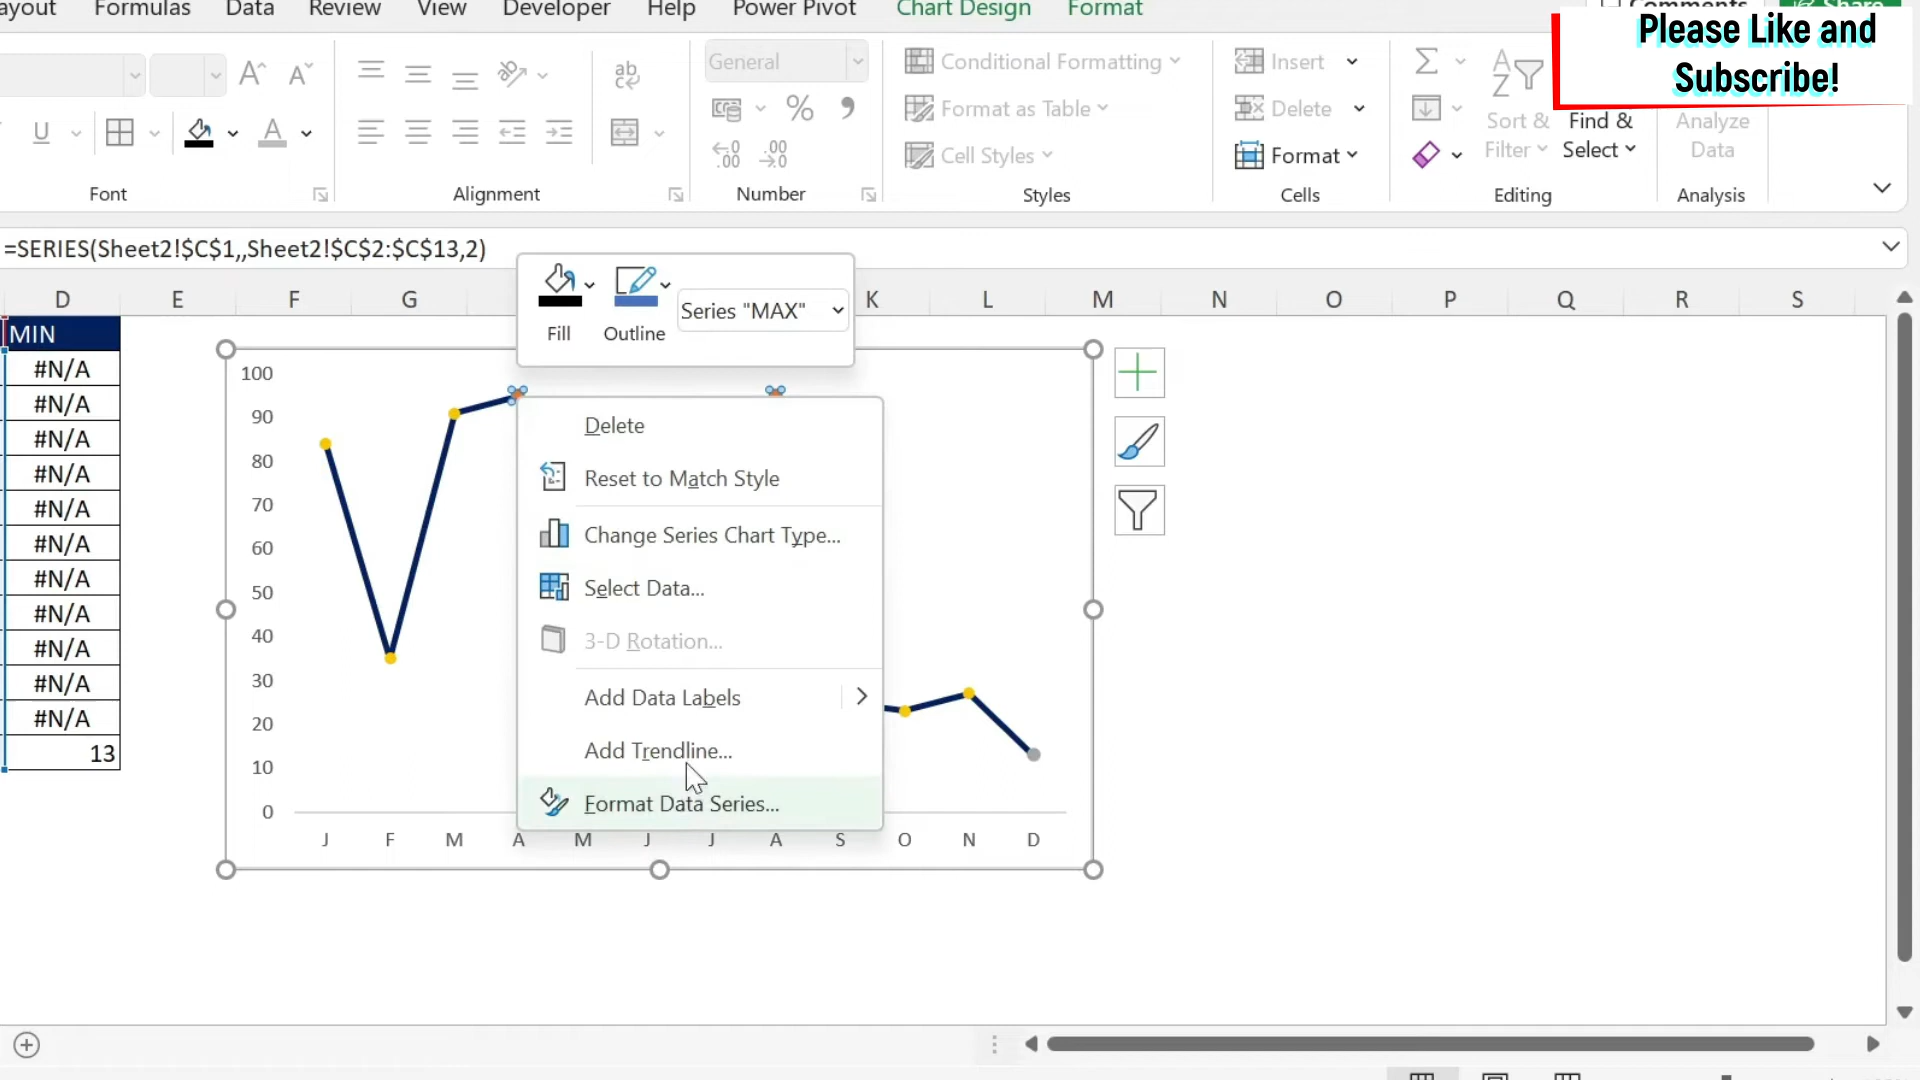 ayout Formulas Data Review View Developer Help Power Pivot Chart Design Format Comments Share
Please Like and
Subscribe!
General
Conditional Formatting
Insert
Format as Table
Delete
Sort &
Filter
Find &
Select
Analyze
Data
Cell Styles
Format
Font Alignment Number Styles Cells Editing Analysis
=SERIES(Sheet2!$C$1,,Sheet2!$C$2:$C$13,2)
Fill
Outline
Series "MAX"
D E F G K L M N O P Q R S
MIN
#N/A
#N/A
#N/A
#N/A
#N/A
#N/A
#N/A
#N/A
#N/A
#N/A
#N/A
13
100
90
80
70
60
50
40
30
20
10
0
J F M A M J J A S O N D
Delete
Reset to Match Style
Change Series Chart Type...
Select Data...
3-D Rotation...
Add Data Labels
Add Trendline...
Format Data Series...